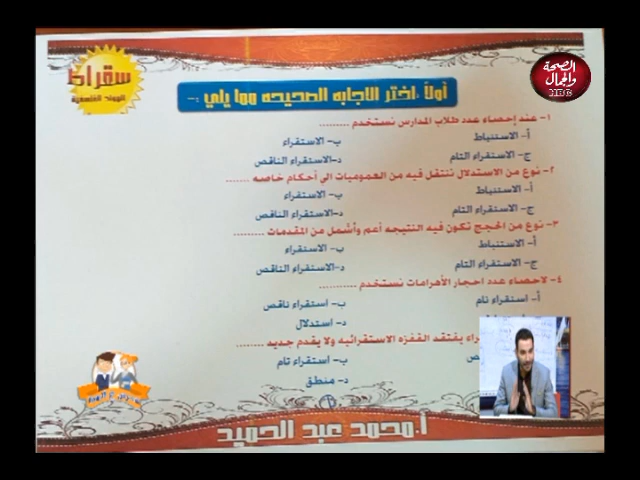 الصحة
والجمال
HBC
سقراط
المواد الفلسفية
أولاً :اختر الاجابه الصحيحه مما يلي :-
١- عند إحصاء عدد طلاب المدارس نستخدم .........
أ- الاستنباط ب- الاستقراء
ج- الاستقراء التام د-الاستقراء الناقص
٢- نوع من الاستدلال ننتقل فيه من العموميات الي أحكام خاصه .......
أ- الاستنباط ب- الاستقراء
ج- الاستقراء التام د- الاستقراء الناقص
٣- نوع من الحجج تكون فيه النتيجه أعم وأشمل من المقدمات .........
أ- الاستنباط ب- الاستقراء
ج- الاستقراء التام د-الاستقراء الناقص
٤- لاحصاء عدد احجار الأهرامات نستخدم ..........
أ- استقراء تام ب- استقراء ناقص
د- استدلال
راء يفتقد القفزه الاستقرائيه ولا يقدم جديد ........
ص ب- استقراء تام
د- منطق
أ.محمد عبد الحميد